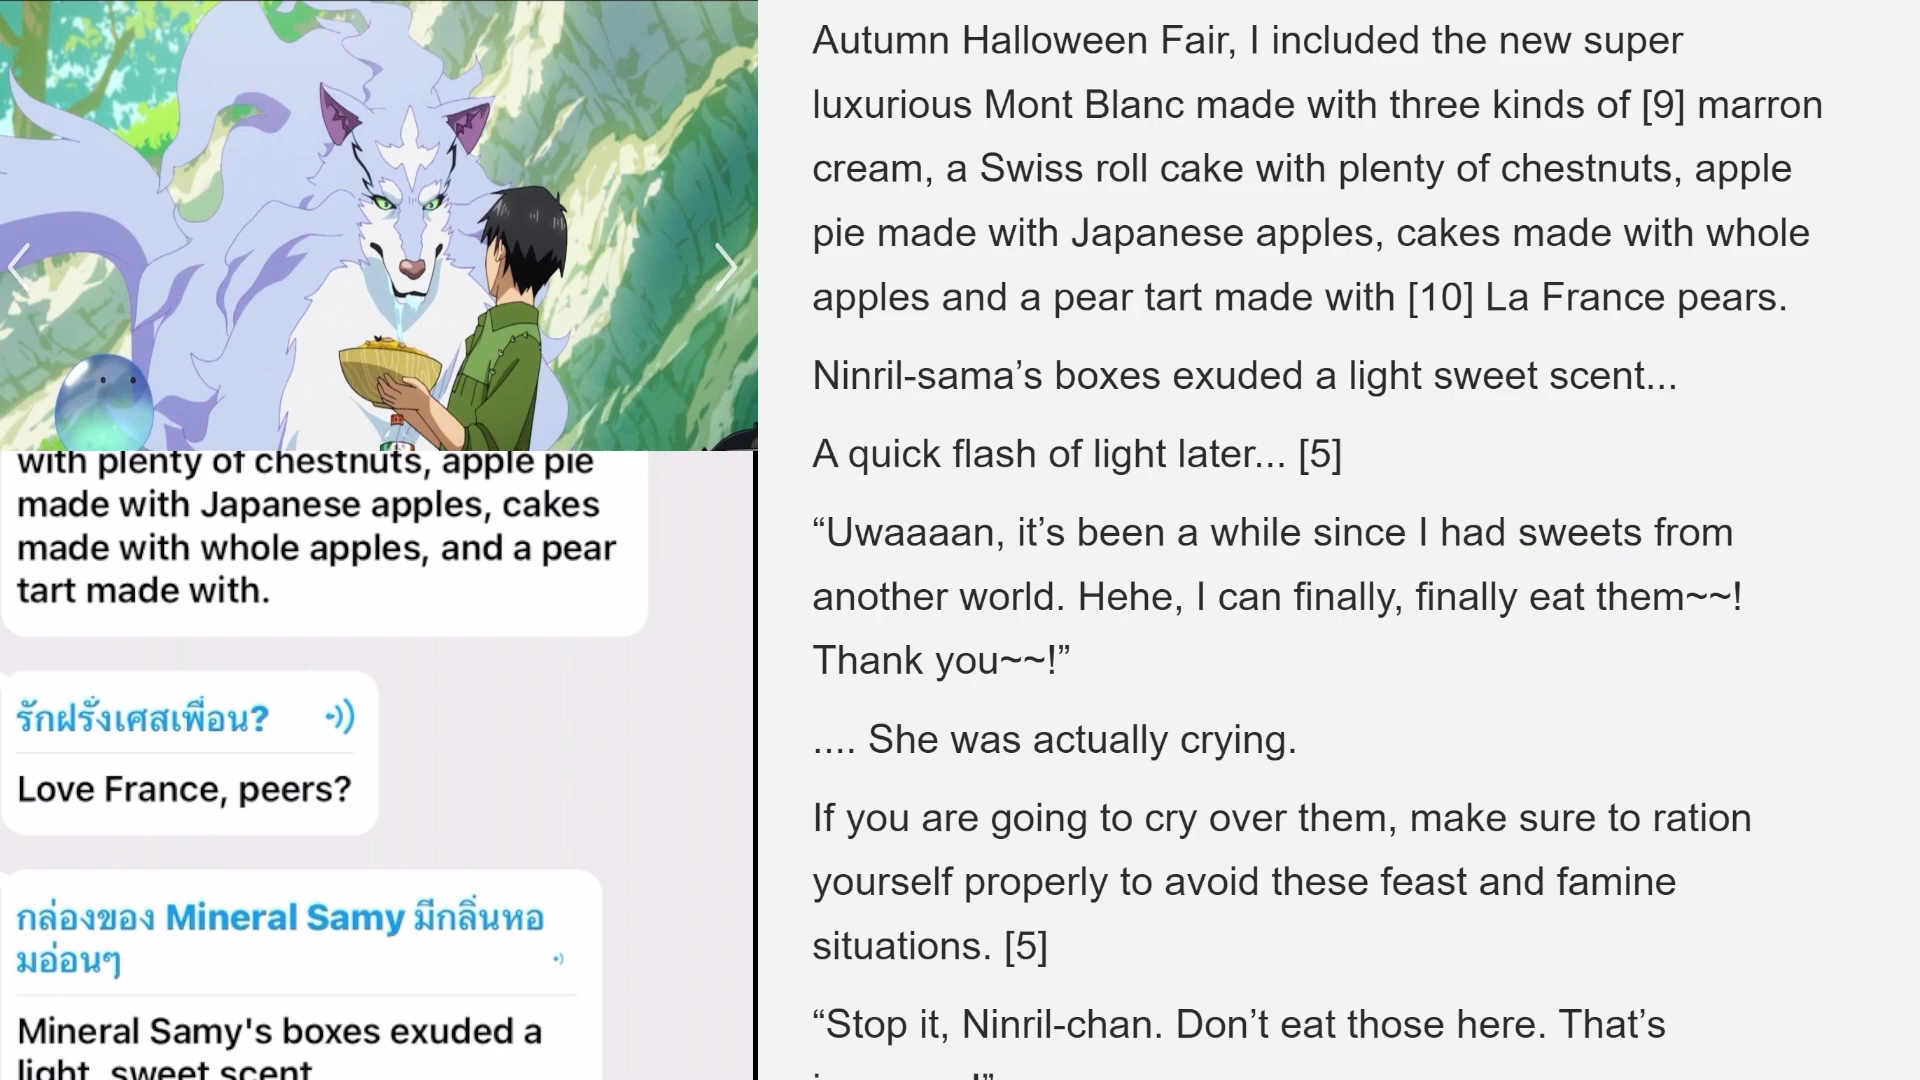 with plenty of chestnuts, apple pie
made with Japanese apples, cakes
made with whole apples, and a pear
tart made with.
รักฝรั่งเศสเพื่อน?
Love France, peers?
กล่องของ Mineral Samy มีกลิ่นหอ
มอ่อนๆ
Mineral Samy's boxes exuded a
light, sweet scent
Autumn Halloween Fair, I included the new super
luxurious Mont Blanc made with three kinds of [9] marron
cream, a Swiss roll cake with plenty of chestnuts, apple
pie made with Japanese apples, cakes made with whole
apples and a pear tart made with [10] La France pears.
Ninril-sama’s boxes exuded a light sweet scent...
A quick flash of light later... [5]
“Uwaaaan, it’s been a while since I had sweets from
another world. Hehe, I can finally, finally eat them~~!
Thank you~~!”
.... She was actually crying.
If you are going to cry over them, make sure to ration
yourself properly to avoid these feast and famine
situations. [5]
“Stop it, Ninril-chan. Don’t eat those here. That’s